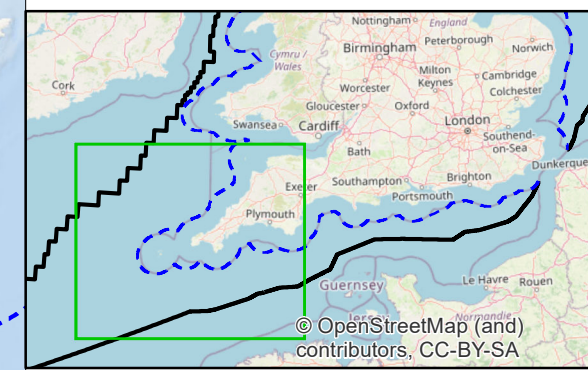 Nottingham
England
Peterborough
Norwich
Birmingham
Cymru /
Wales
Milton
Keynes
Cambridge
Cork
Worcester
Colchester
Gloucester
Oxford
Swansea
Cardiff
London
Southend-
on-Sea
Bath
Dunkerque
Exeter
Southampton
Brighton
Portsmouth
Plymouth
Guernsey
Le Havre
Rouen
Jersey
Normandie
© OpenStreetMap (and)
contributors, CC-BY-SA